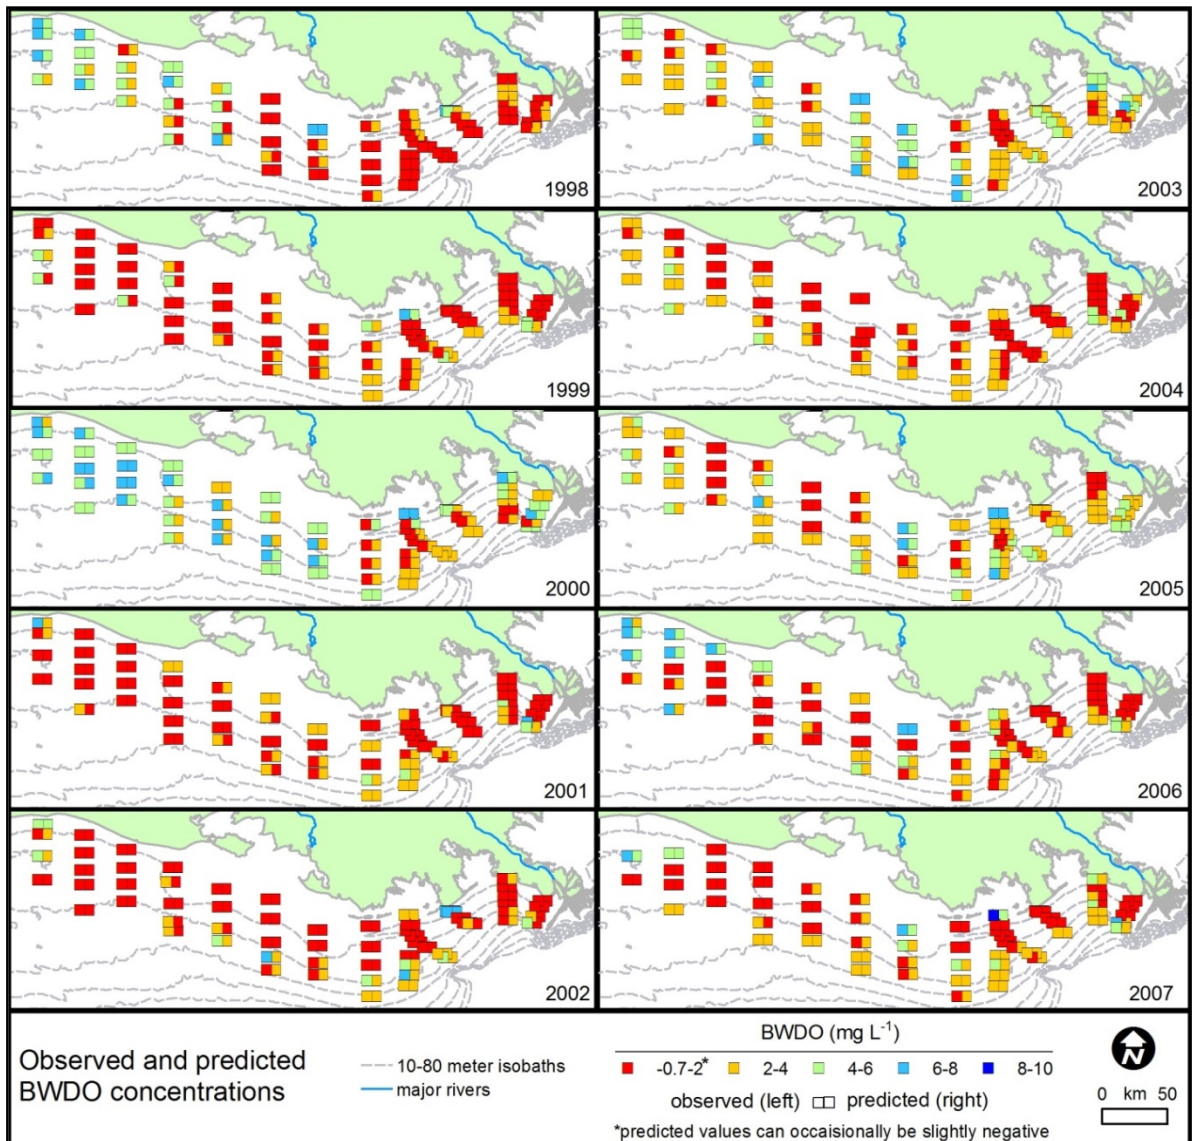 1998
2003
1999
2004
2000
2005
2001
2006
2002
2007
Observed and predicted
BWDO concentrations
10-80 meter isobaths
major rivers
BWDO (mg L⁻¹)
-0.7-2* 2-4 4-6 6-8 8-10
observed (left) predicted (right)
*predicted values can occaisionally be slightly negative
N
0 km 50